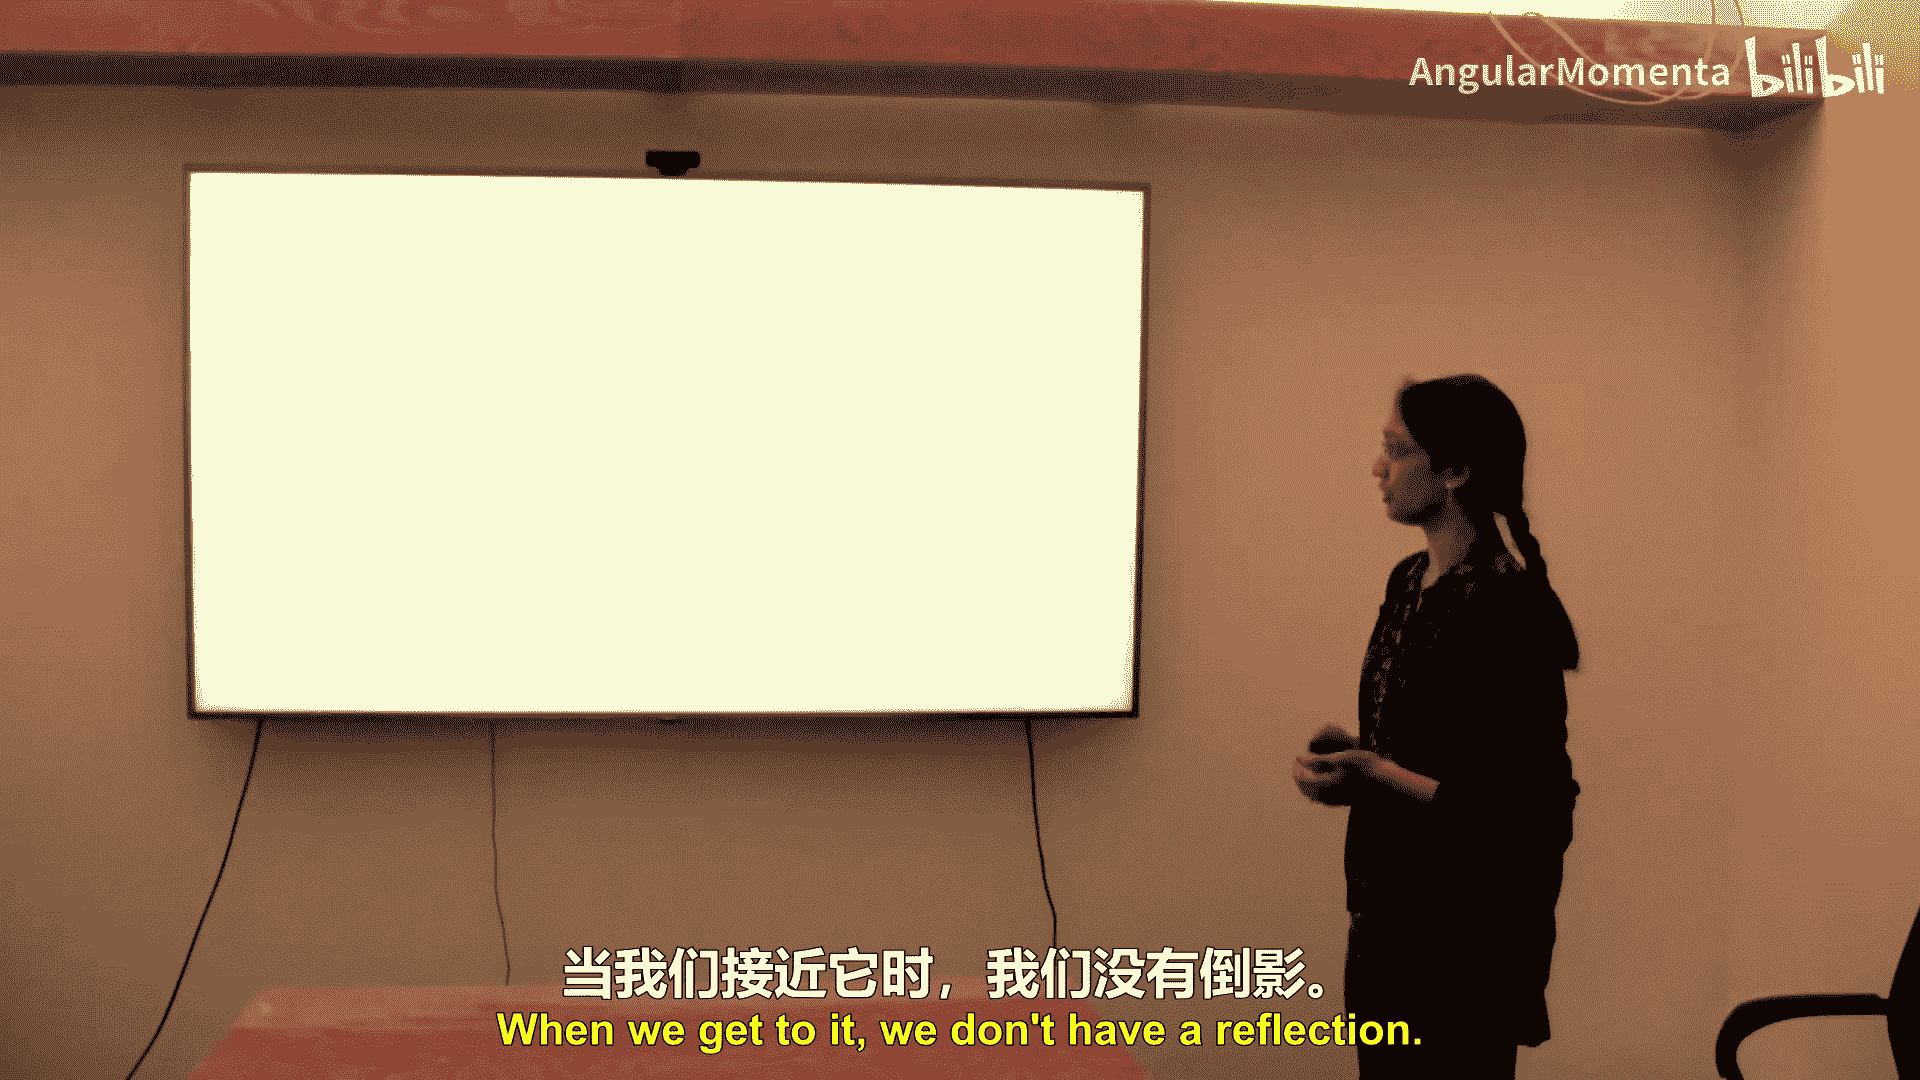 AngularMomenta bilibili
当我们接近它时，我们没有倒影。
When we get to it, we don't have a reflection.